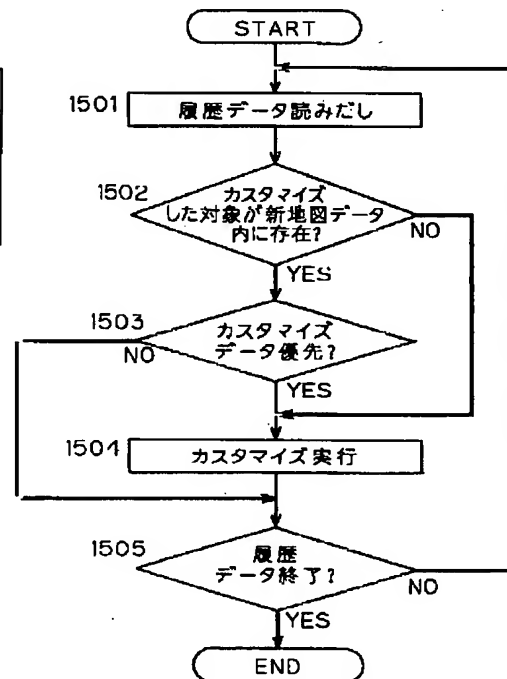 START
1501
履歴データ読みだし
1502
カスタマイズ
した対象が新地図データ
内に存在?
NO
YES
1503
カスタマイズ
データ優先?
NO
YES
1504
カスタマイズ実行
1505
履歴
データ終了?
NO
YES
END